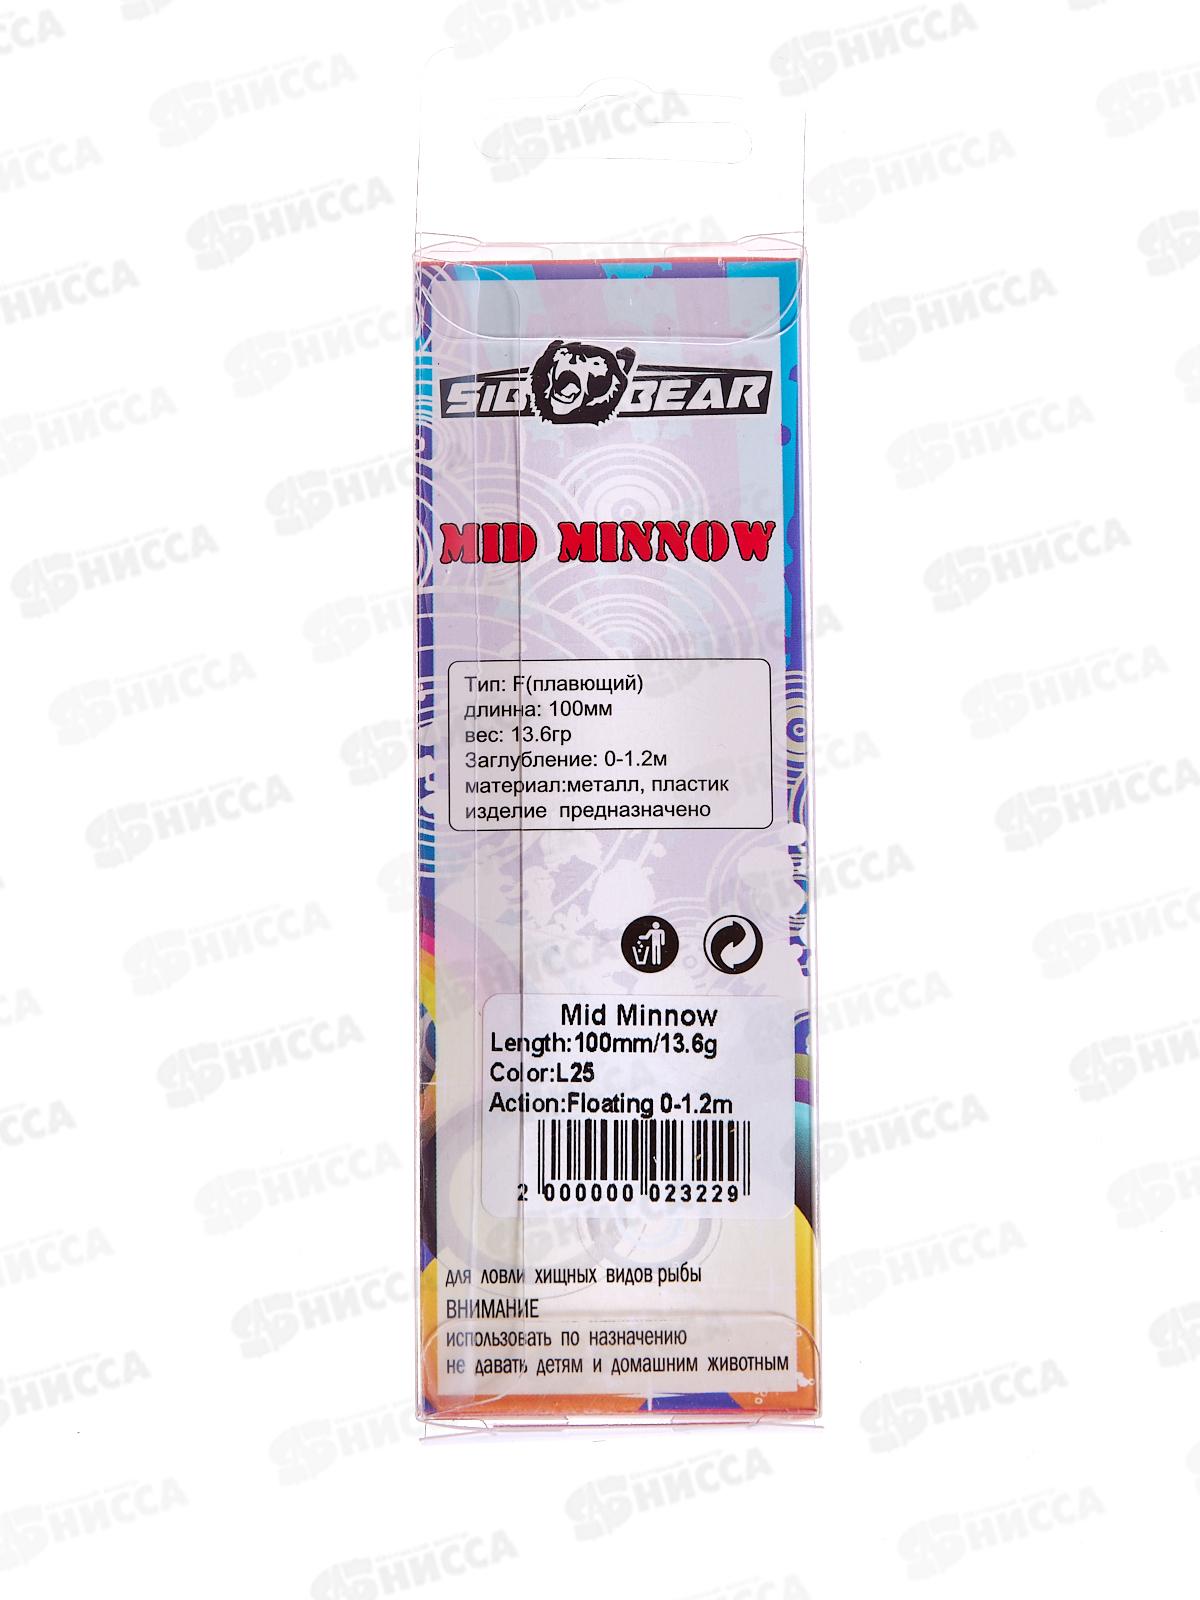 SIB BEAR
MID MINNOW
Тип: F(плавющий)
длинна: 100мм
вес: 13.6гр
Заглубление: 0-1.2м
материал:металл, пластик
изделие предназначено
Mid Minnow
Length:100mm/13.6g
Color:L25
Action:Floating 0-1.2m
2 000000 023229
для ловли хищных видов рыбы
ВНИМАНИЕ
использовать по назначению
не давать детям и домашним животным